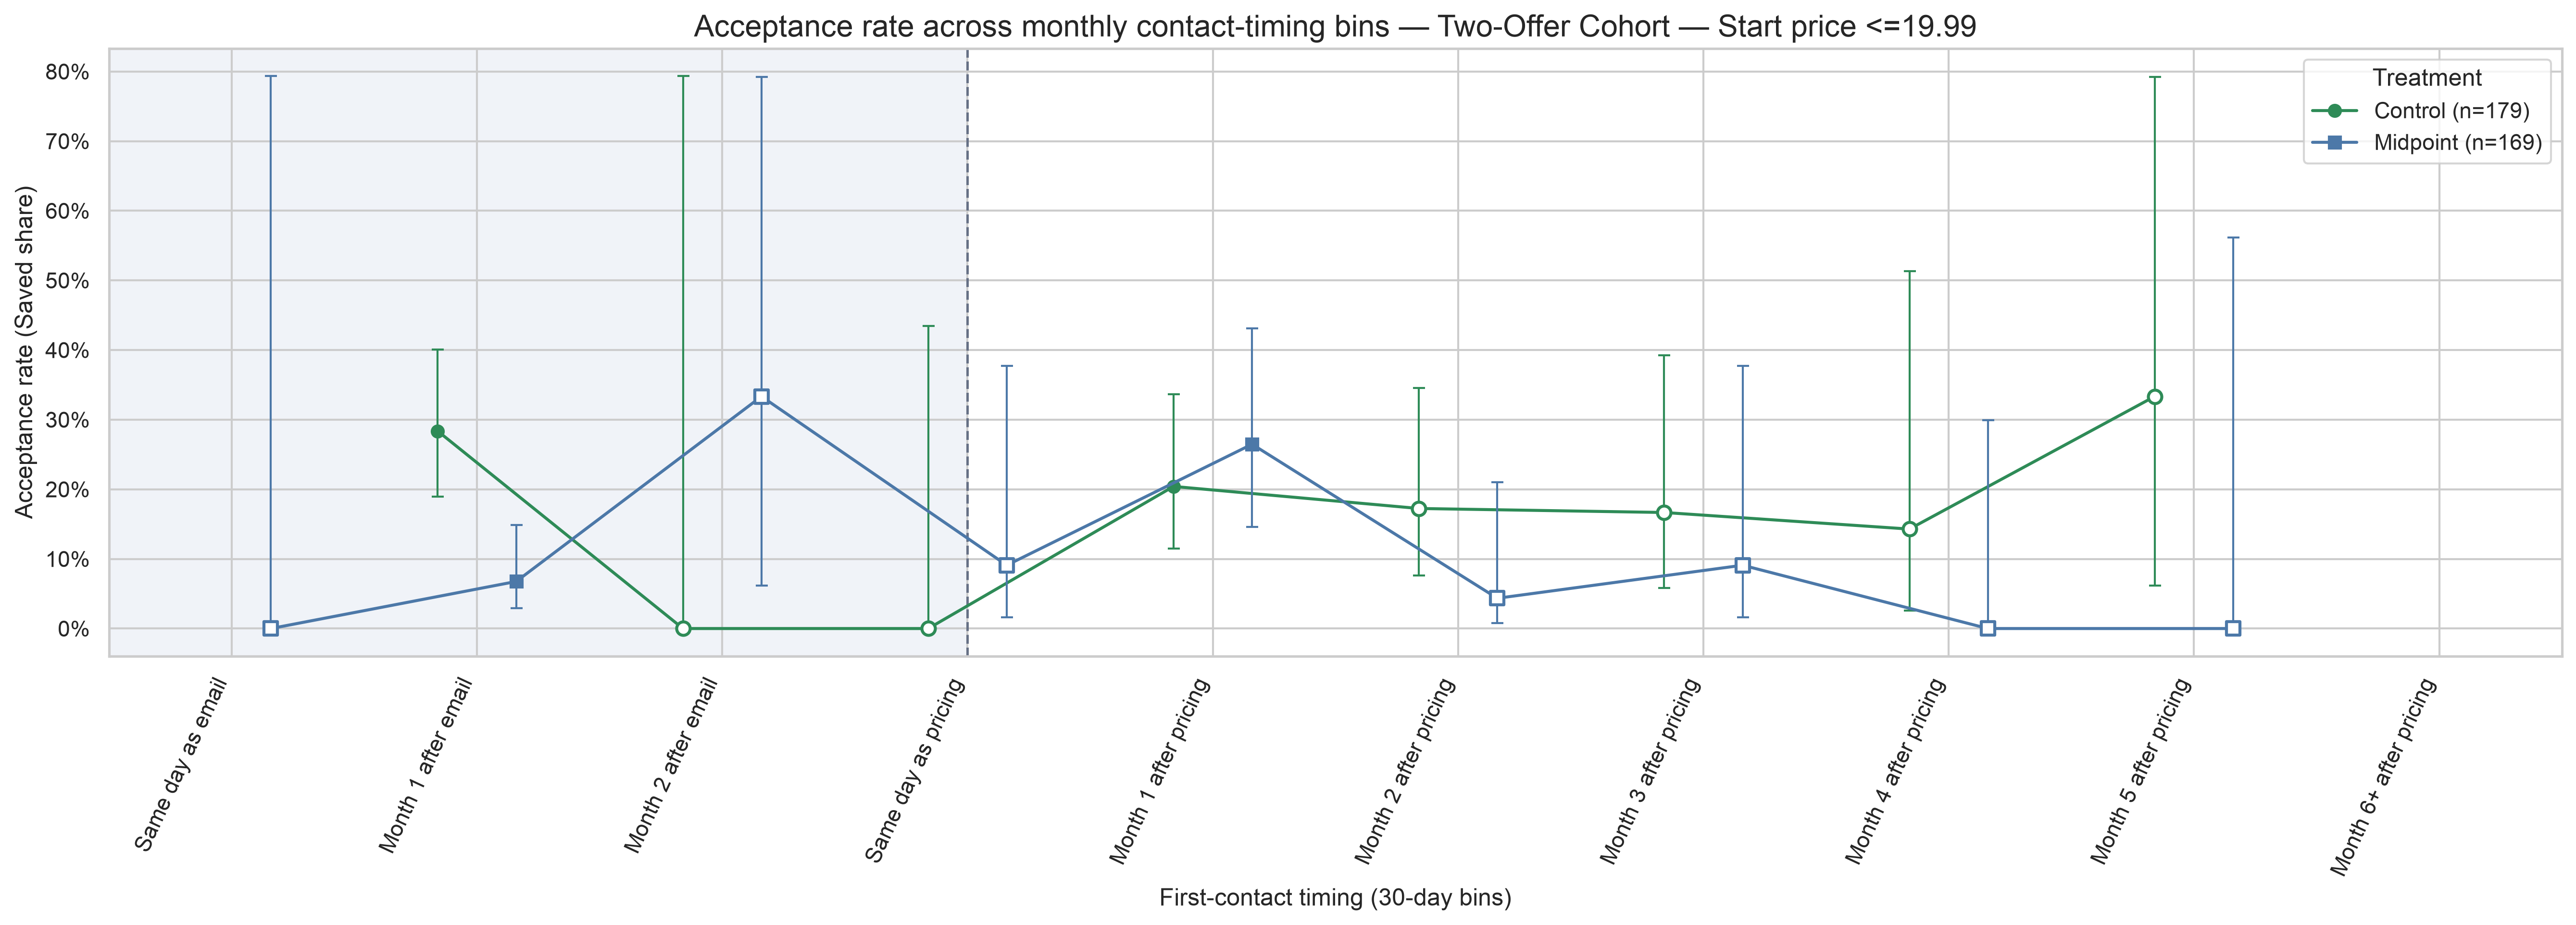 Acceptance rate across monthly contact-timing bins — Two-Offer Cohort — Start price <=19.99
Acceptance rate (Saved share)
80%
70%
60%
50%
40%
30%
20%
10%
0%
Treatment
Control (n=179)
Midpoint (n=169)
Same day as email
Month 1 after email
Month 2 after email
Same day as pricing
Month 1 after pricing
Month 2 after pricing
Month 3 after pricing
Month 4 after pricing
Month 5 after pricing
Month 6+ after pricing
First-contact timing (30-day bins)